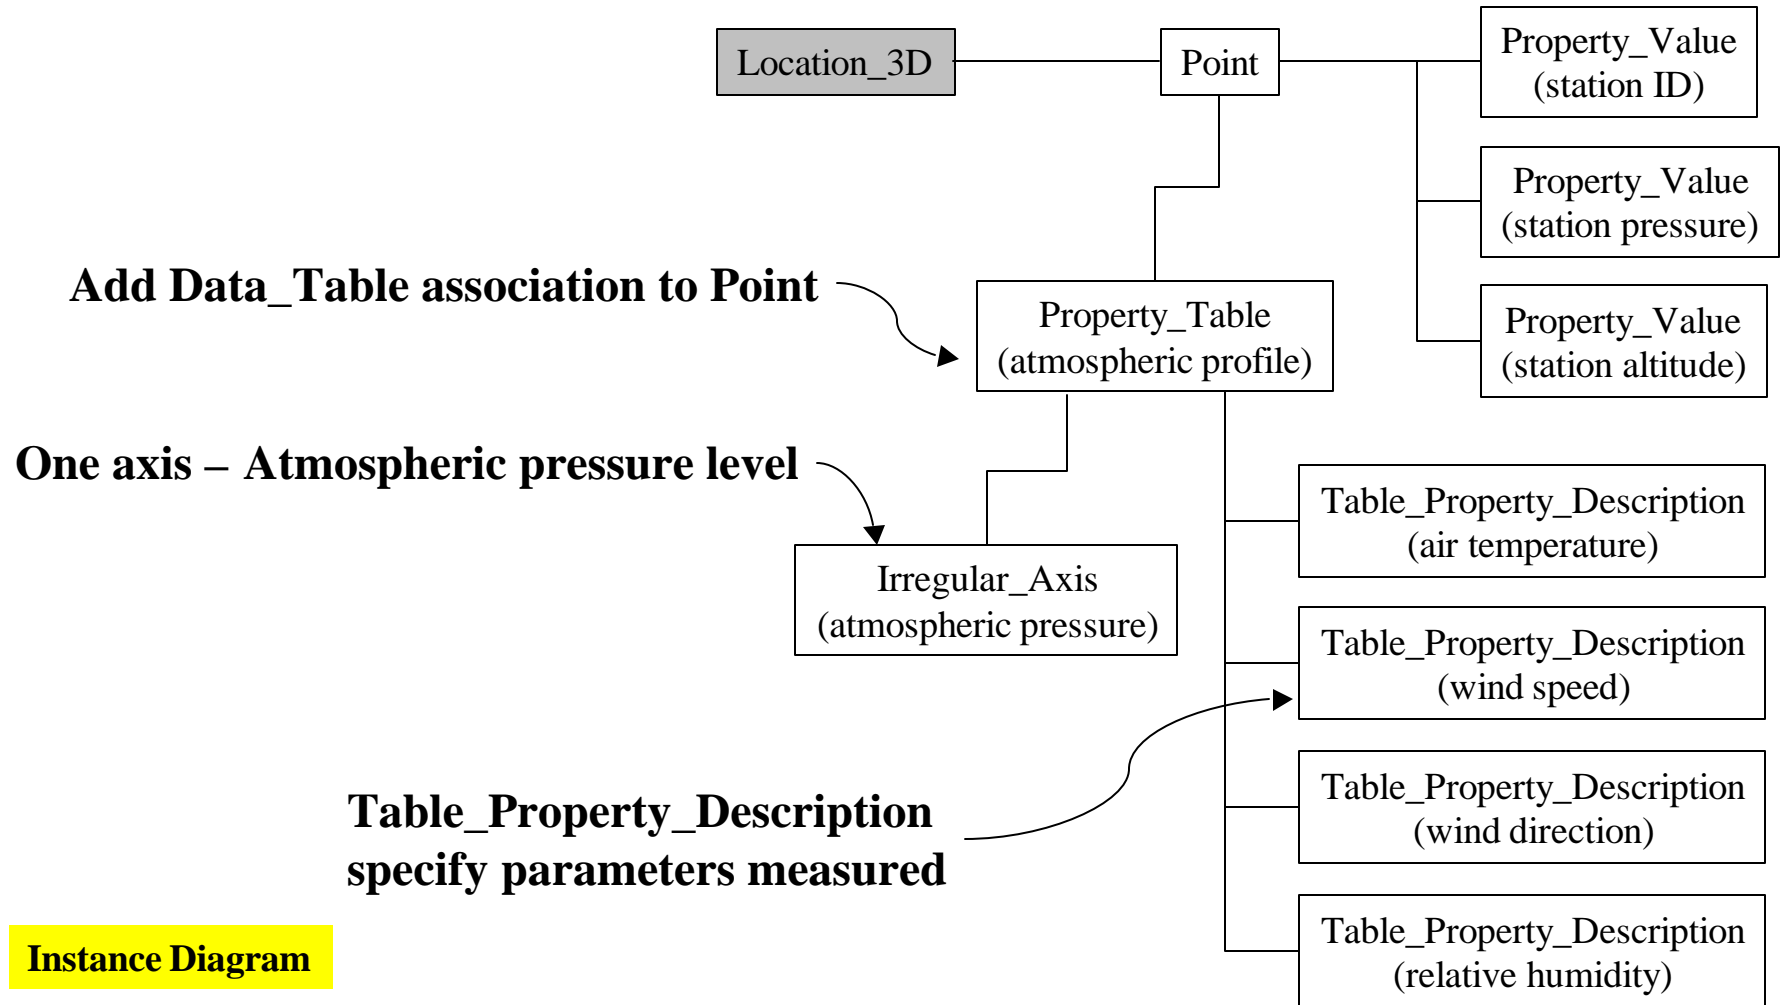 Location_3D
Point
Property_Value
(station ID)
Property_Value
(station pressure)
Property_Value
(station altitude)
Add Data_Table association to Point
Property_Table
(atmospheric profile)
One axis – Atmospheric pressure level
Irregular_Axis
(atmospheric pressure)
Table_Property_Description
(air temperature)
Table_Property_Description
(wind speed)
Table_Property_Description
(wind direction)
Table_Property_Description
(relative humidity)
Table_Property_Description
specify parameters measured
Instance Diagram